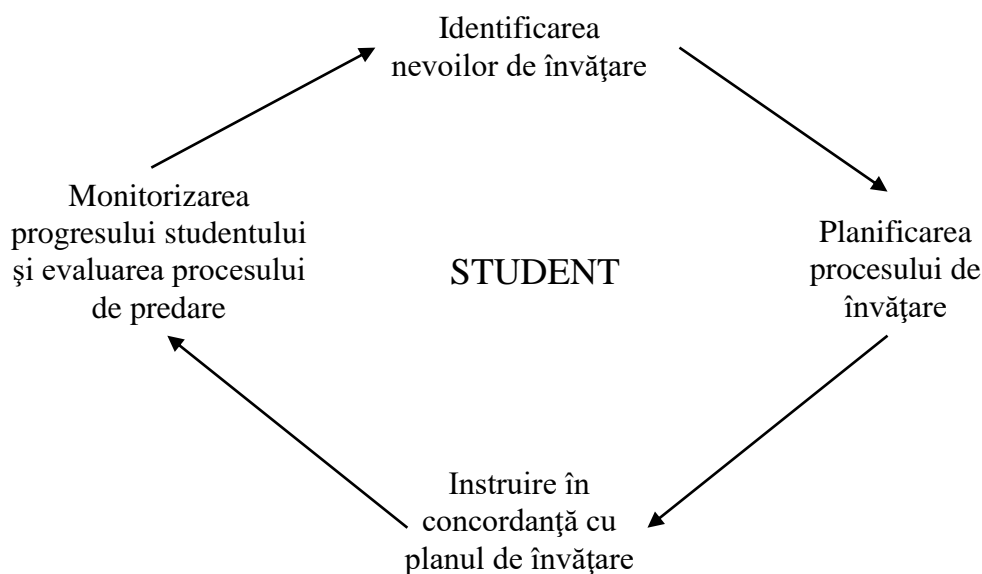 Identificarea
nevoilor de învăţare
Monitorizarea
progresului studentului
şi evaluarea procesului
de predare
STUDENT
Planificarea
procesului de
învăţare
Instruire în
concordanţă cu
planul de învăţare